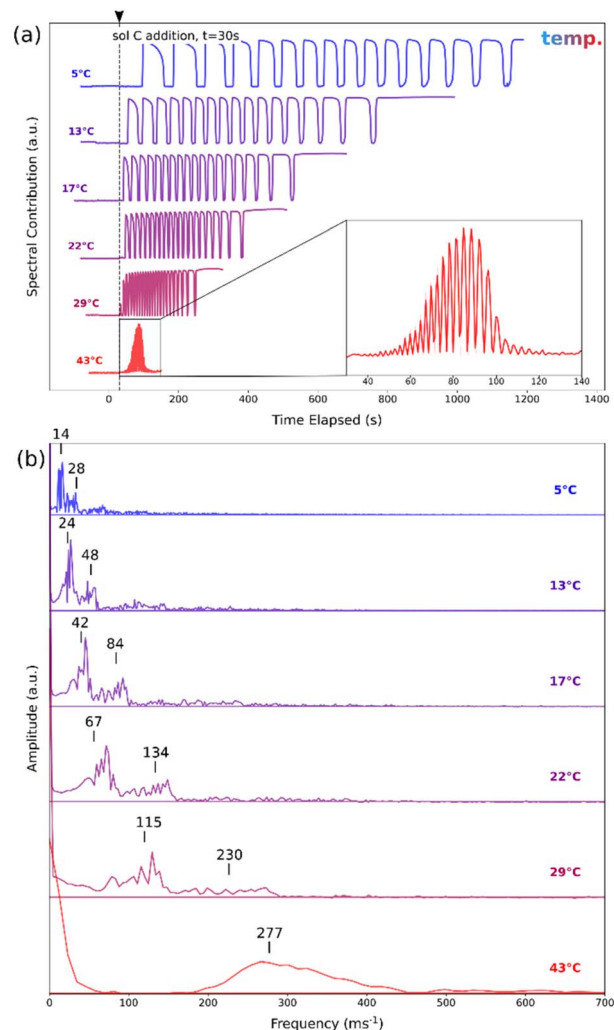 (a)
sol C addition, t=30s
temp.
5°C
13°C
17°C
22°C
29°C
43°C
Spectral Contribution (a.u.)
40 60 80 100 120 140
0 200 400 600 800 1000 1200 1400
Time Elapsed (s)
(b)
14
28
5°C
24
48
13°C
42
84
17°C
67
134
22°C
115
230
29°C
277
43°C
Amplitude (a.u.)
0 100 200 300 400 500 600 700
Frequency (ms⁻¹)